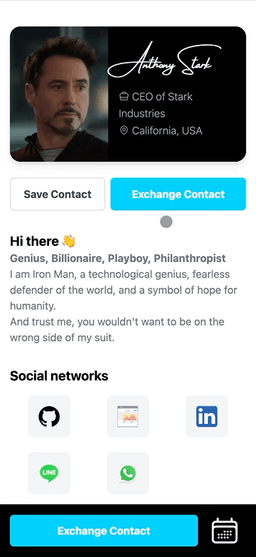 Anthony Stark
CEO of Stark
Industries
California, USA
Save Contact
Exchange Contact
Hi there 👋
Genius, Billionaire, Playboy, Philanthropist
I am Iron Man, a technological genius, fearless
defender of the world, and a symbol of hope for
humanity.
And trust me, you wouldn't want to be on the
wrong side of my suit.
Social networks
in
LINE
Exchange Contact